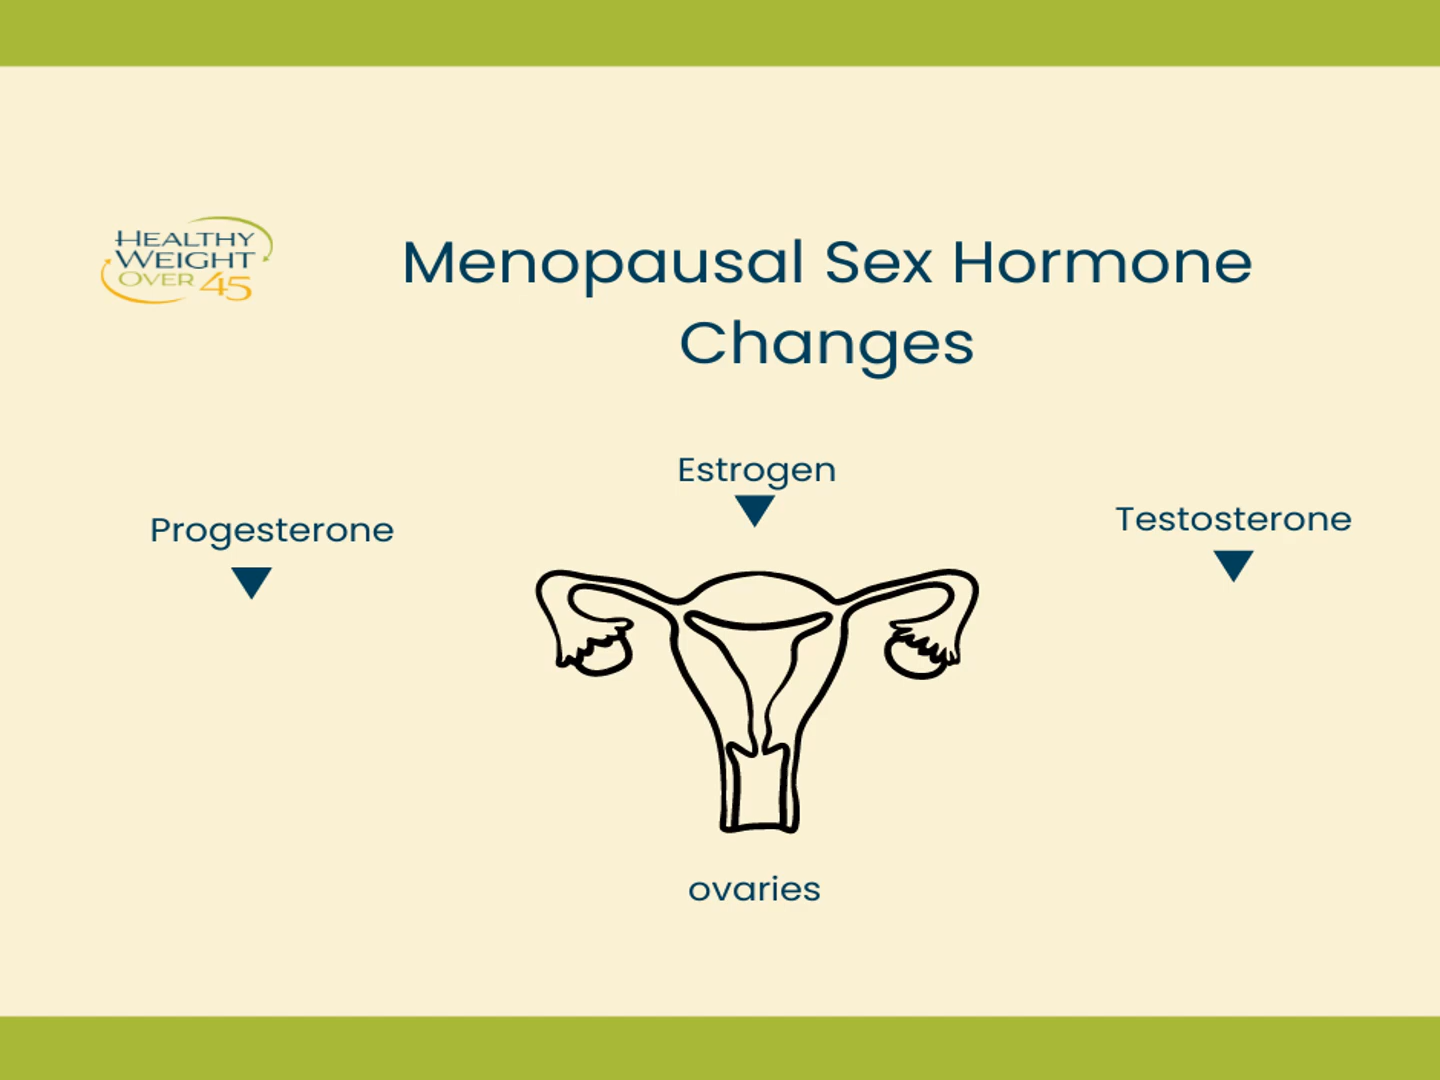 HEALTHY
WEIGHT
OVER 45
Menopausal Sex Hormone
Changes
Estrogen
Progesterone
Testosterone
ovaries